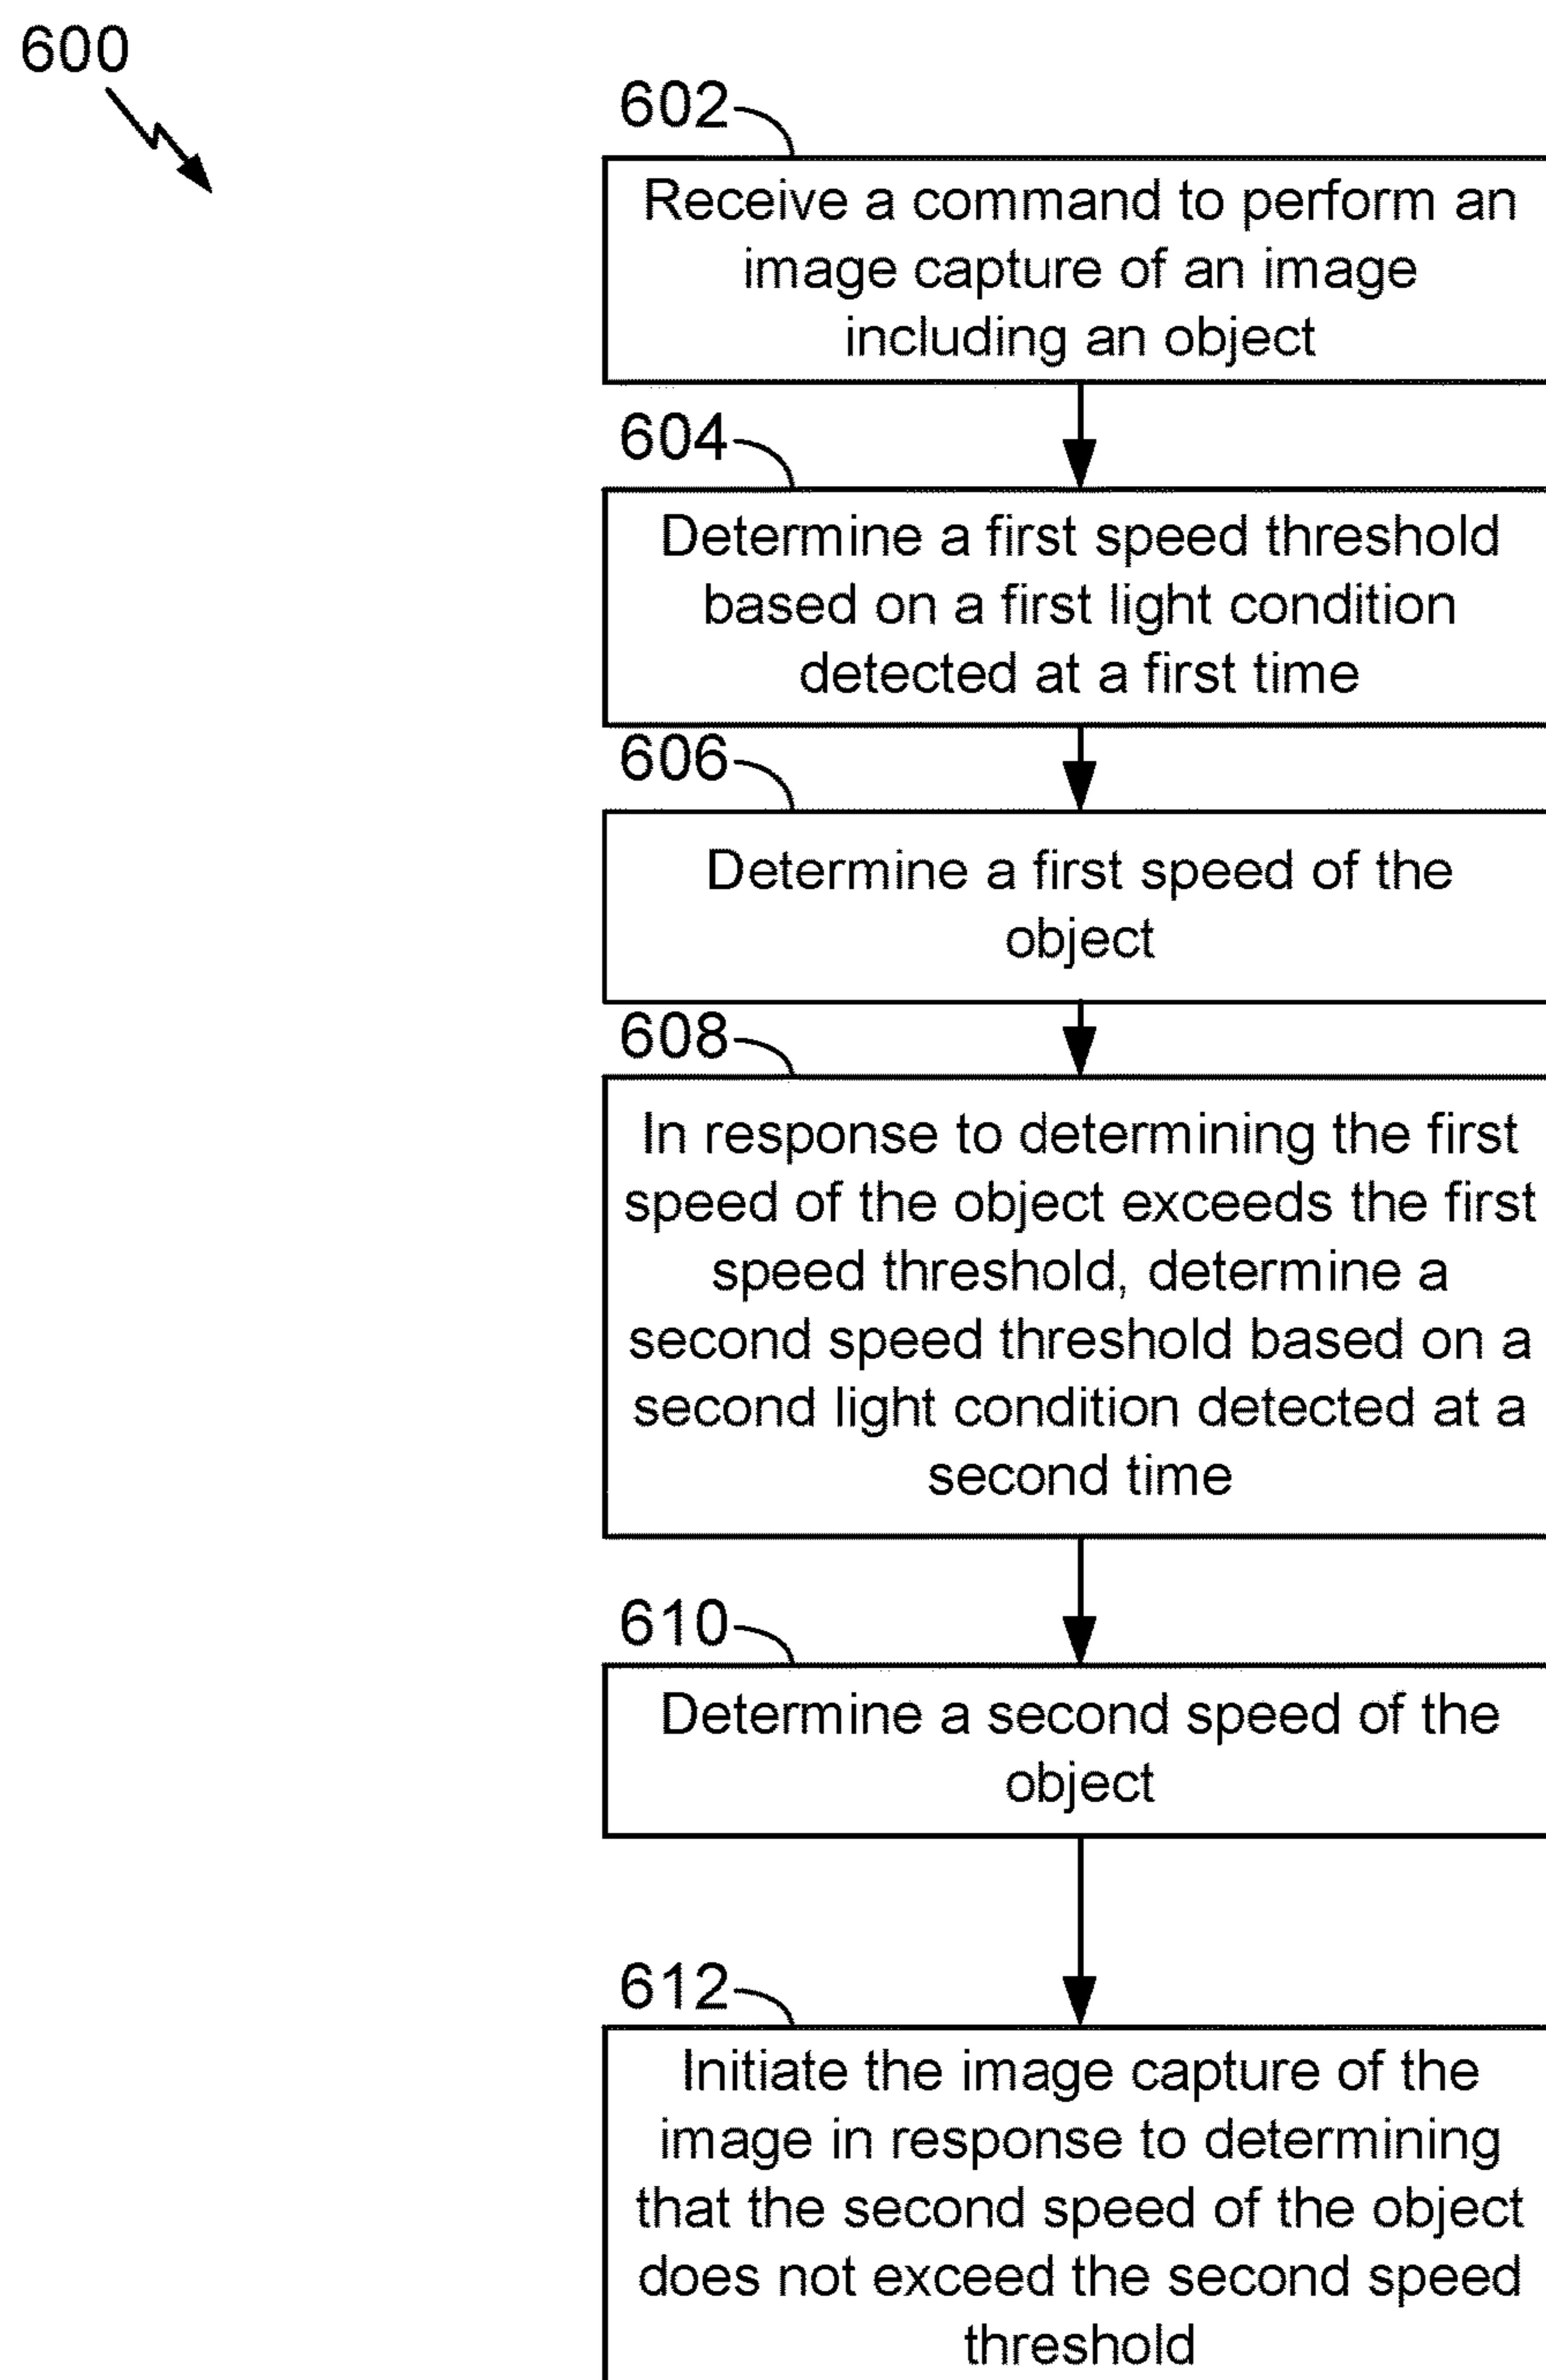 600
602
Receive a command to perform an
image capture of an image
including an object
604
Determine a first speed threshold
based on a first light condition
detected at a first time
606
Determine a first speed of the
object
608
In response to determining the first
speed of the object exceeds the first
speed threshold, determine a
second speed threshold based on a
second light condition detected at a
second time
610
Determine a second speed of the
object
612
Initiate the image capture of the
image in response to determining
that the second speed of the object
does not exceed the second speed
threshold